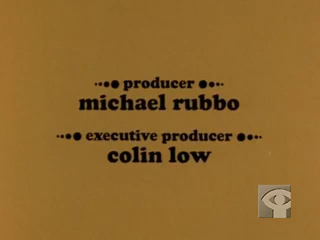 producer
michael rubbo
executive producer
colin low